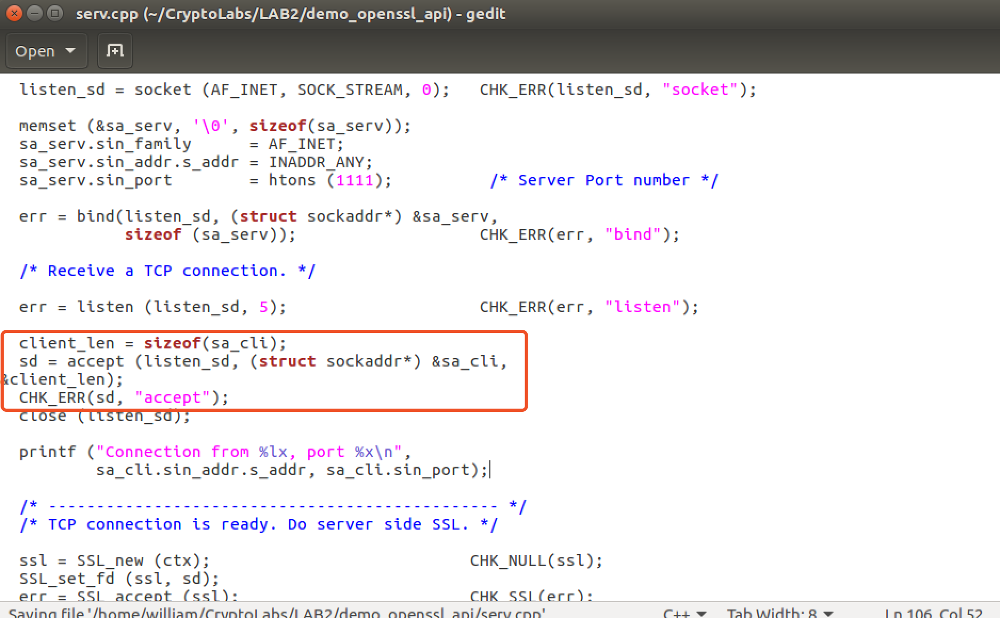 serv.cpp (~/CryptoLabs/LAB2/demo_openssl_api) - gedit
Open
listen_sd = socket (AF_INET, SOCK_STREAM, 0);   CHK_ERR(listen_sd, "socket");
memset (&sa_serv, '\0', sizeof(sa_serv));
sa_serv.sin_family      = AF_INET;
sa_serv.sin_addr.s_addr = INADDR_ANY;
sa_serv.sin_port        = htons (1111);          /* Server Port number */
err = bind(listen_sd, (struct sockaddr*) &sa_serv,
           sizeof (sa_serv));                   CHK_ERR(err, "bind");
/* Receive a TCP connection. */
err = listen (listen_sd, 5);                    CHK_ERR(err, "listen");
client_len = sizeof(sa_cli);
sd = accept (listen_sd, (struct sockaddr*) &sa_cli,
&client_len);
CHK_ERR(sd, "accept");
close (listen_sd);
printf ("Connection from %lx, port %x\n",
        sa_cli.sin_addr.s_addr, sa_cli.sin_port);
/* ----------------------------------------------- */
/* TCP connection is ready. Do server side SSL. */
ssl = SSL_new (ctx);                           CHK_NULL(ssl);
SSL_set_fd (ssl, sd);
err = SSL_accept (ssl);                        CHK_SSL(err);
Saving file '/home/william/CryptoLabs/LAB2/demo_openssl_api/serv.cpp'   C++   Tab Width: 8   Ln 106, Col 52